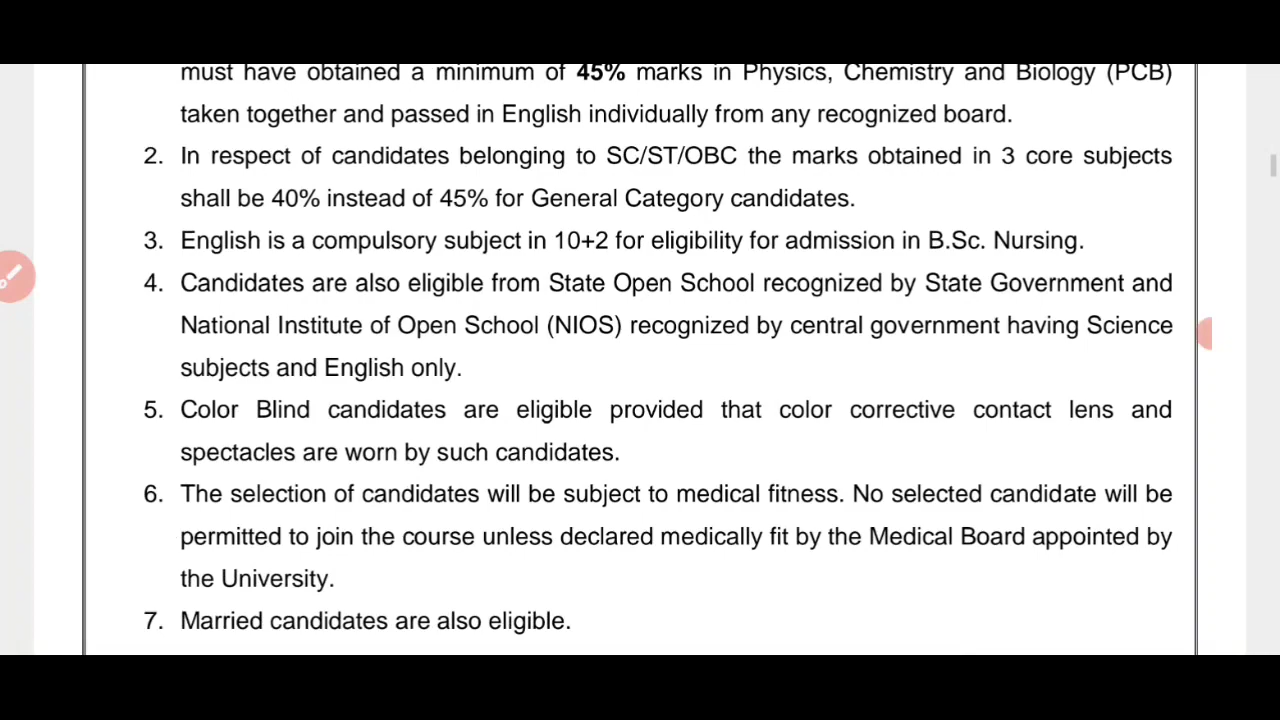 must have obtained a minimum of 45% marks in Physics, Chemistry and Biology (PCB)
taken together and passed in English individually from any recognized board.
2. In respect of candidates belonging to SC/ST/OBC the marks obtained in 3 core subjects
shall be 40% instead of 45% for General Category candidates.
3. English is a compulsory subject in 10+2 for eligibility for admission in B.Sc. Nursing.
4. Candidates are also eligible from State Open School recognized by State Government and
National Institute of Open School (NIOS) recognized by central government having Science
subjects and English only.
5. Color Blind candidates are eligible provided that color corrective contact lens and
spectacles are worn by such candidates.
6. The selection of candidates will be subject to medical fitness. No selected candidate will be
permitted to join the course unless declared medically fit by the Medical Board appointed by
the University.
7. Married candidates are also eligible.